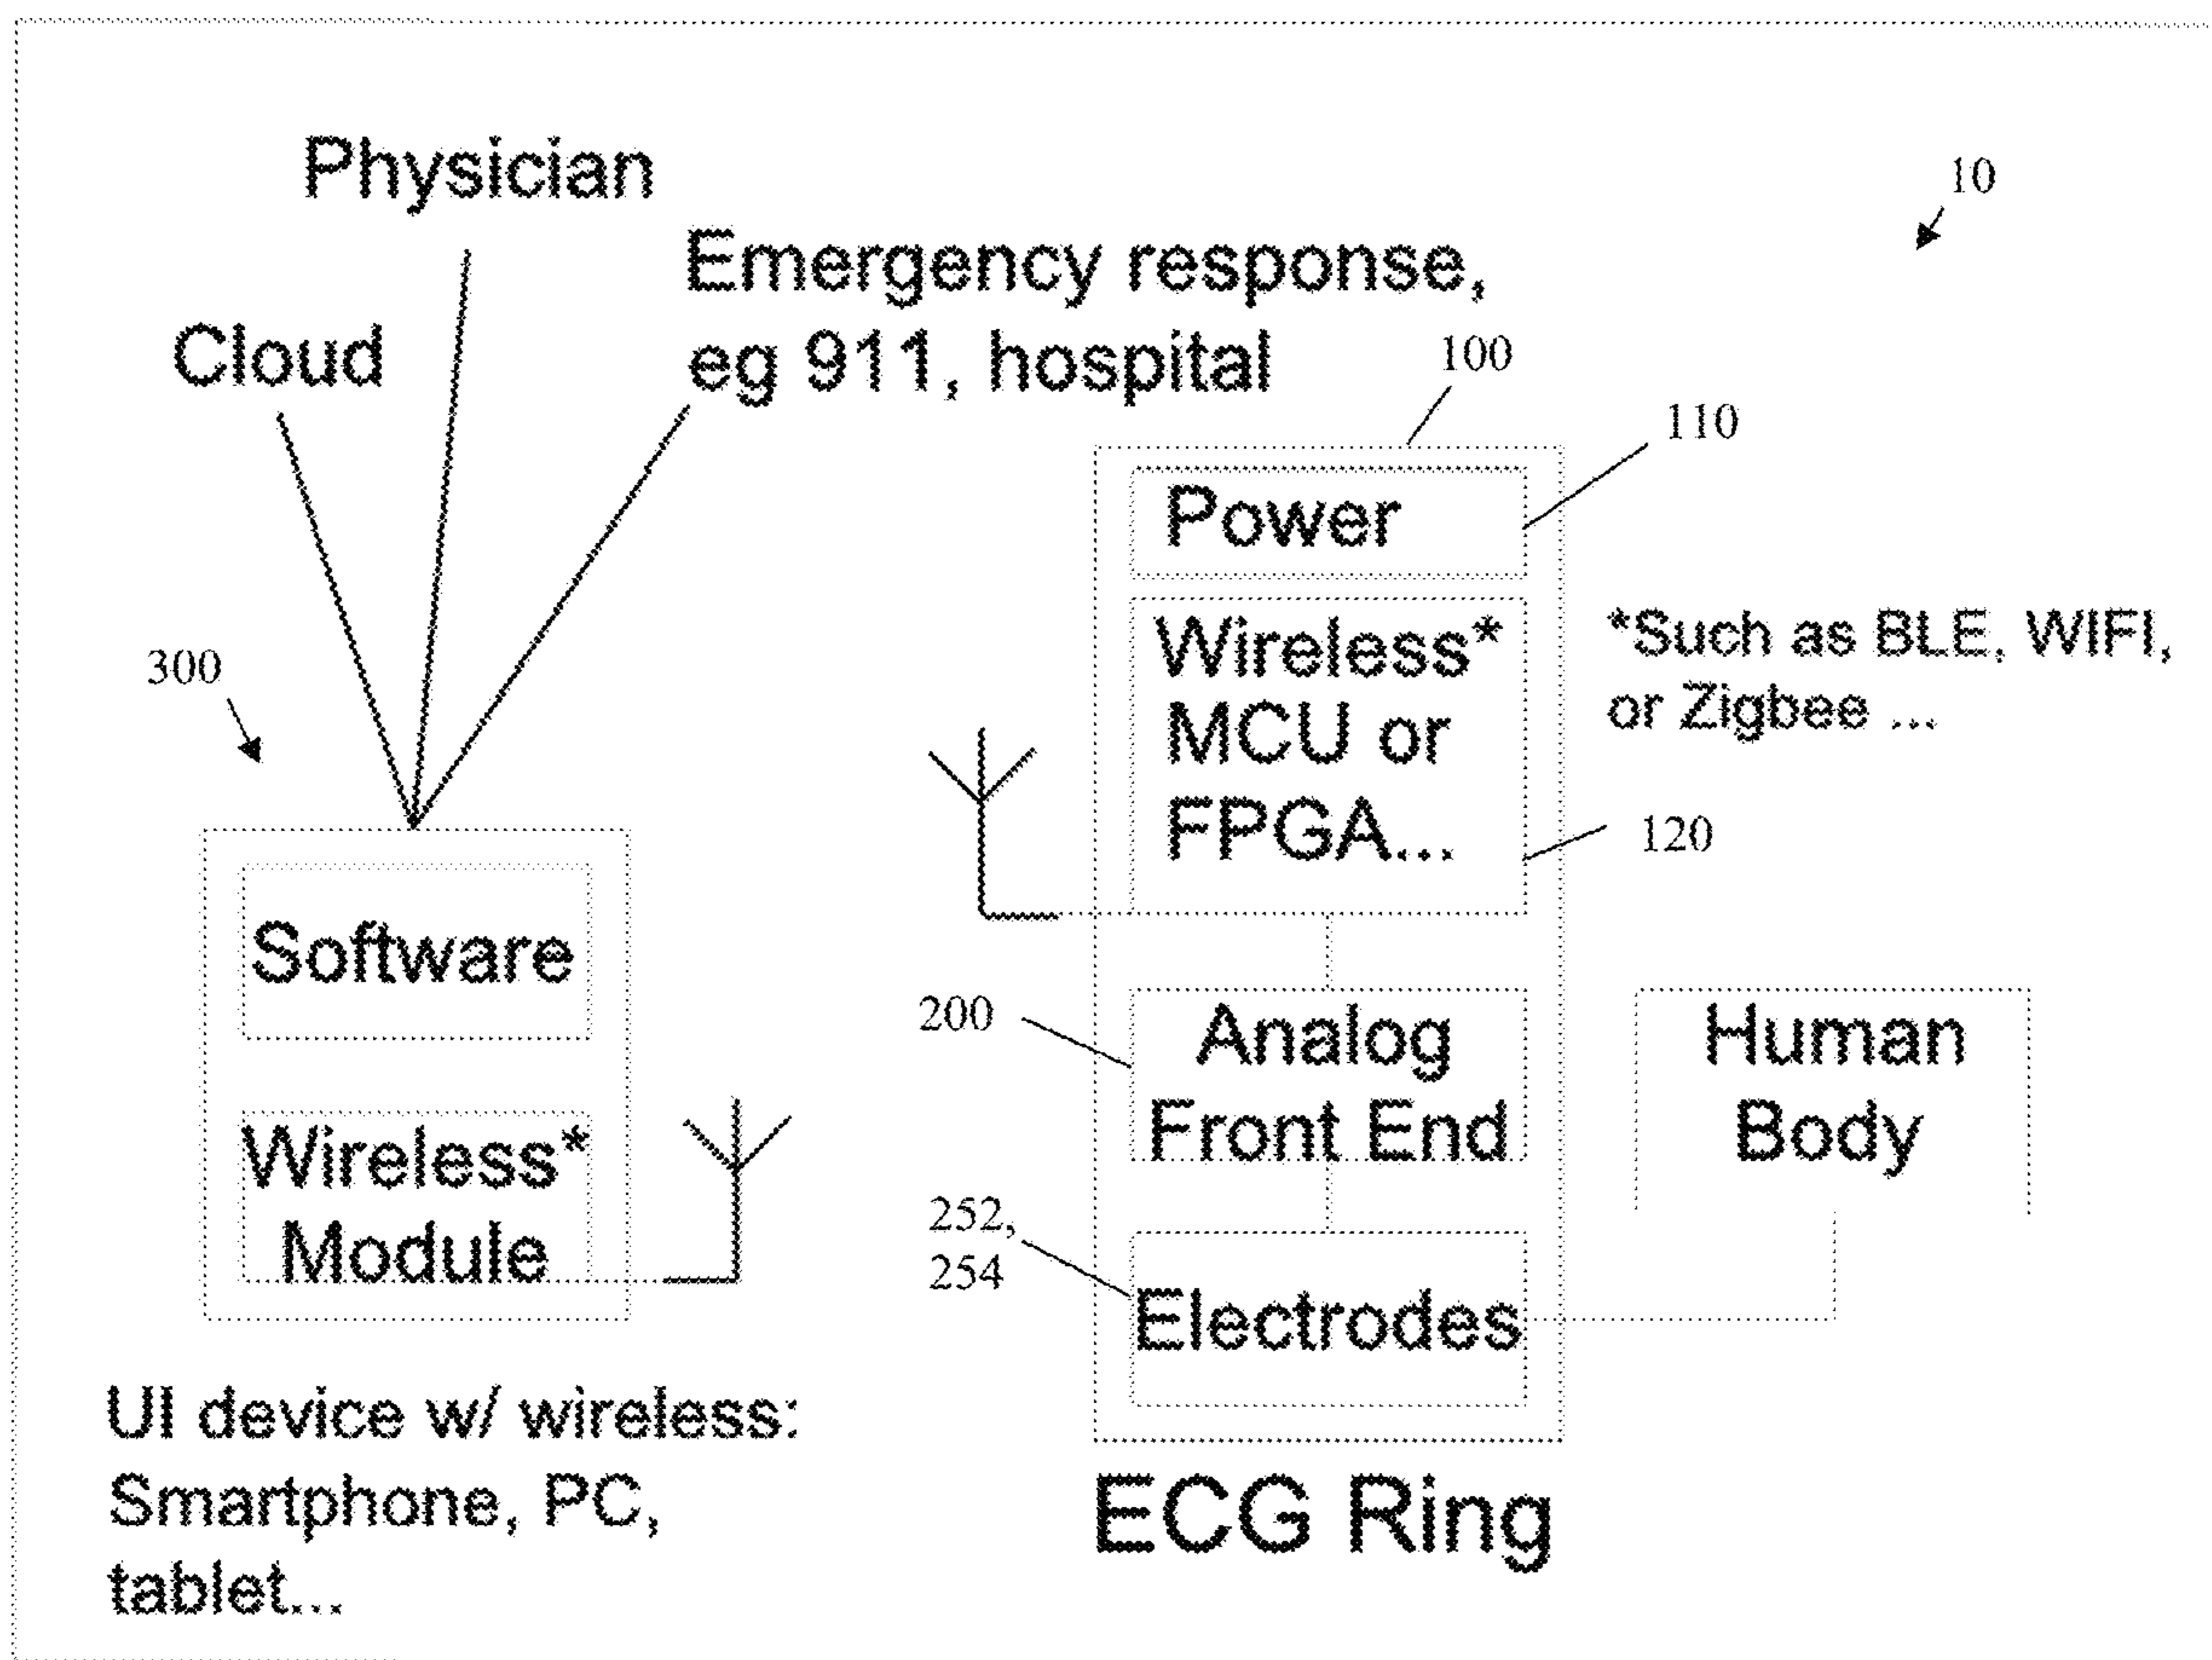 Physician
10
Emergency response,
Cloud
eg 911, hospital
100
110
Power
Wireless*
MCU or
FPGA...
*Such as BLE, WIFI,
or Zigbee ...
300
120
Software
Wireless*
Module
200
Analog
Front End
Human
Body
252,
254
Electrodes
UI device w/ wireless:
Smartphone, PC,
tablet...
ECG Ring